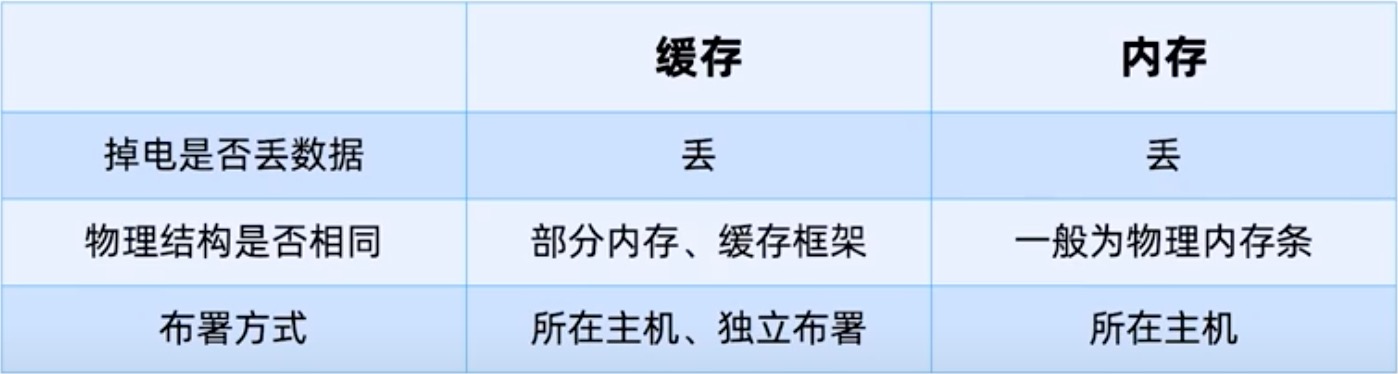 缓存 内存
掉电是否丢数据 丢 丢
物理结构是否相同 部分内存、缓存框架 一般为物理内存条
布署方式 所在主机、独立布署 所在主机